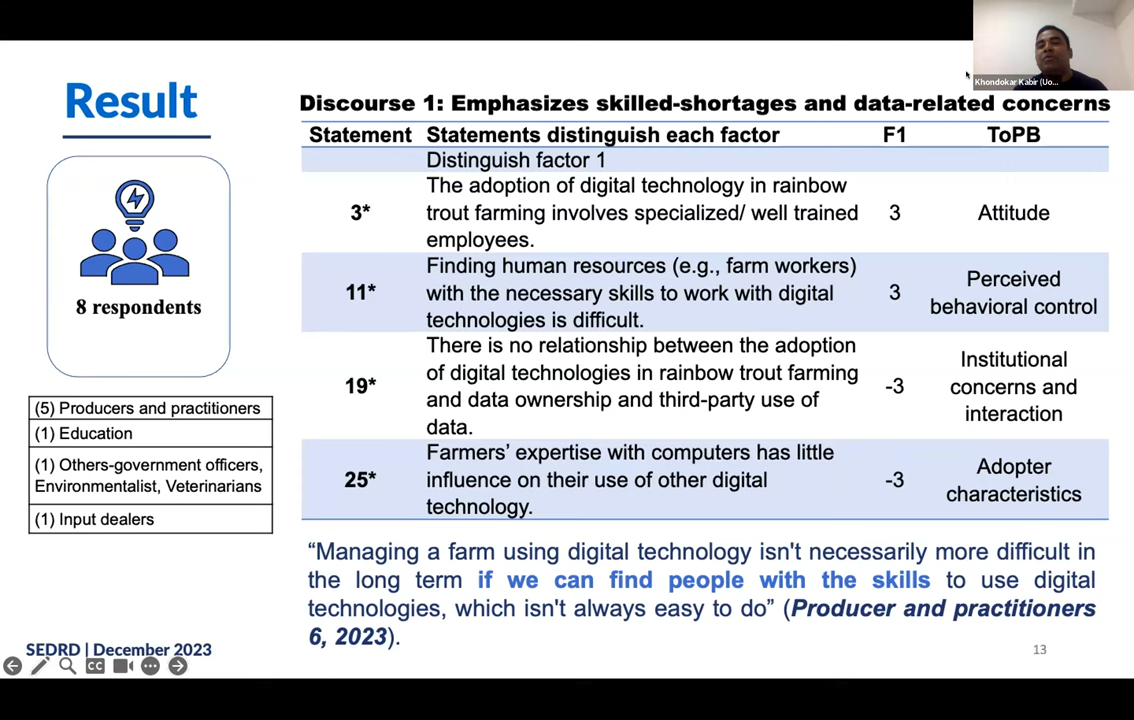 Khondokar Kabir (Uo...
Result
Discourse 1: Emphasizes skilled-shortages and data-related concerns
Statement Statements distinguish each factor F1 ToPB
Distinguish factor 1
3* The adoption of digital technology in rainbow
trout farming involves specialized/ well trained
employees. 3 Attitude
11* Finding human resources (e.g., farm workers)
with the necessary skills to work with digital
technologies is difficult. 3 Perceived
behavioral control
19* There is no relationship between the adoption
of digital technologies in rainbow trout farming
and data ownership and third-party use of
data. -3 Institutional
concerns and
interaction
25* Farmers’ expertise with computers has little
influence on their use of other digital
technology. -3 Adopter
characteristics
8 respondents
(5) Producers and practitioners
(1) Education
(1) Others-government officers,
Environmentalist, Veterinarians
(1) Input dealers
“Managing a farm using digital technology isn't necessarily more difficult in
the long term if we can find people with the skills to use digital
technologies, which isn't always easy to do” (Producer and practitioners
6, 2023).
SEDRD | December 2023
13
CC